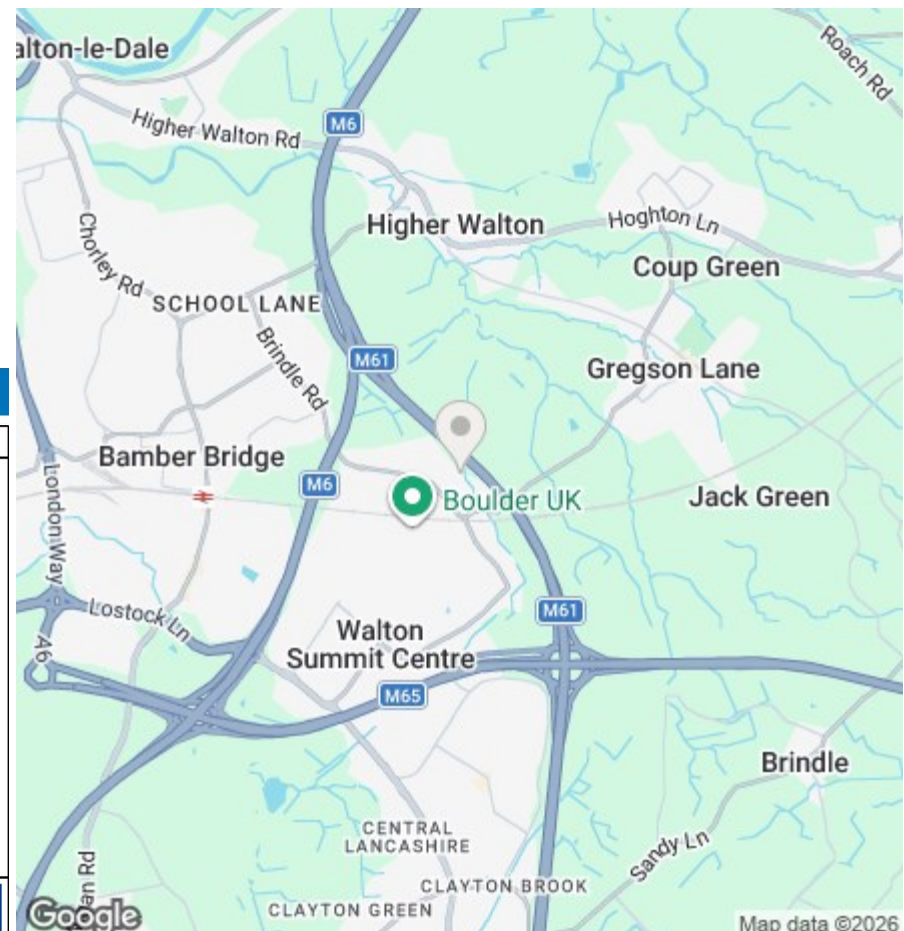 alton-le-Dale
Roach Rd
M6
Higher Walton Rd
Higher Walton
Hoghton Ln
Chorley Rd
Coup Green
SCHOOL LANE
Brindle Rd
M61
Gregson Lane
Bamber Bridge
M6
Boulder UK
Jack Green
London Way
Lostock Ln
M61
A6
Walton
Summit Centre
M65
Brindle
CENTRAL
LANCASHIRE
Sandy Ln
an Rd
CLAYTON BROOK
CLAYTON GREEN
Google
Map data ©2026